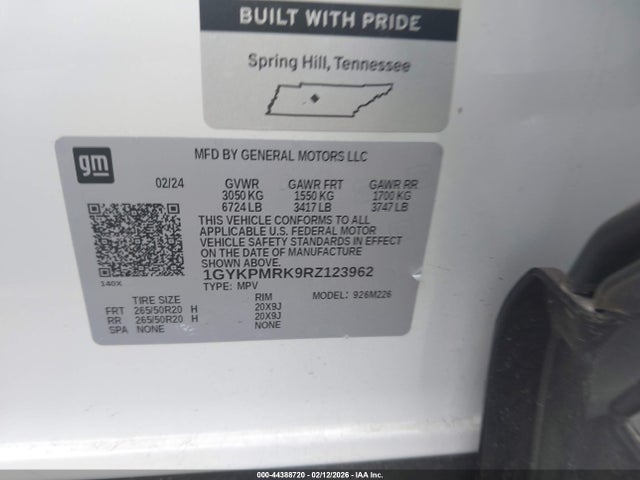 BUILT WITH PRIDE
Spring Hill, Tennessee
gm
MFD BY GENERAL MOTORS LLC
02/24 GVWR GAWR FRT GAWR RR
3050 KG 1550 KG 1700 KG
6724 LB 3417 LB 3747 LB
THIS VEHICLE CONFORMS TO ALL
APPLICABLE U.S. FEDERAL MOTOR
VEHICLE SAFETY STANDARDS IN EFFECT
ON THE DATE OF MANUFACTURE
SHOWN ABOVE.
1GYKPMRK9RZ123962
140X TYPE: MPV MODEL: 926M226
TIRE SIZE RIM
FRT 265/50R20 H 20X9J
RR 265/50R20 H 20X9J
SPA NONE NONE
000-44388720 - 02/12/2026 - IAA Inc.